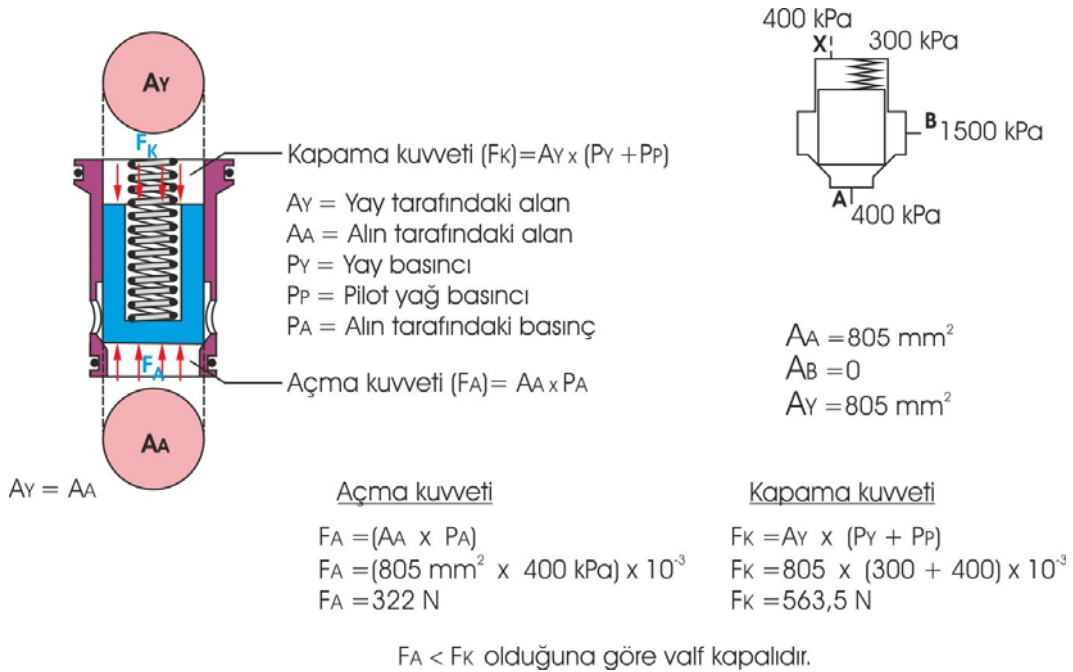 AY
FK
Kapama kuvveti (FK)=AY x (PY +PP)
AY = Yay tarafındaki alan
AA = Alın tarafındaki alan
PY = Yay basıncı
PP = Pilot yağ basıncı
PA = Alın tarafındaki basınç
FA
Açma kuvveti (FA)= AA x PA
AA
AY = AA
400 kPa
X
300 kPa
B 1500 kPa
A
400 kPa
AA =805 mm²
AB =0
AY =805 mm²
Açma kuvveti
FA =(AA x PA)
FA =(805 mm² x 400 kPa) x 10⁻³
FA =322 N
Kapama kuvveti
FK =AY x (PY + PP)
FK =805 x (300 + 400) x 10⁻³
FK =563,5 N
FA < FK olduğuna göre valf kapalıdır.